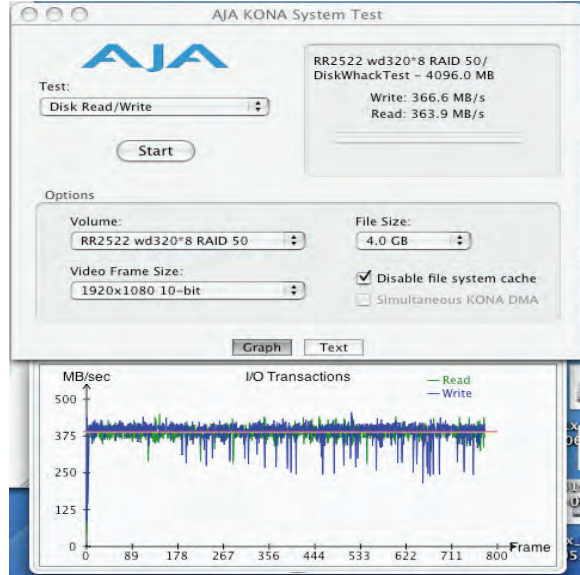 AJA KONA System Test
AJA
Test:
Disk Read/Write
Start
RR2522 wd320*8 RAID 50/
DiskWhackTest - 4096.0 MB
Write: 366.6 MB/s
Read: 363.9 MB/s
Options
Volume:
RR2522 wd320*8 RAID 50
File Size:
4.0 GB
Video Frame Size:
1920x1080 10-bit
Disable file system cache
Simultaneous KONA DMA
Graph
Text
MB/sec
I/O Transactions
Read
Write
500
375
250
125
0
0 89 178 267 356 444 533 622 711 800 Frame